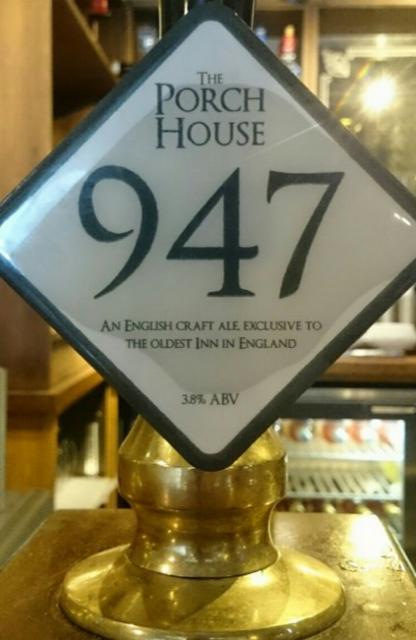 The
Porch
House
947
An English craft ale, exclusive to
the oldest Inn in England
3.8% ABV